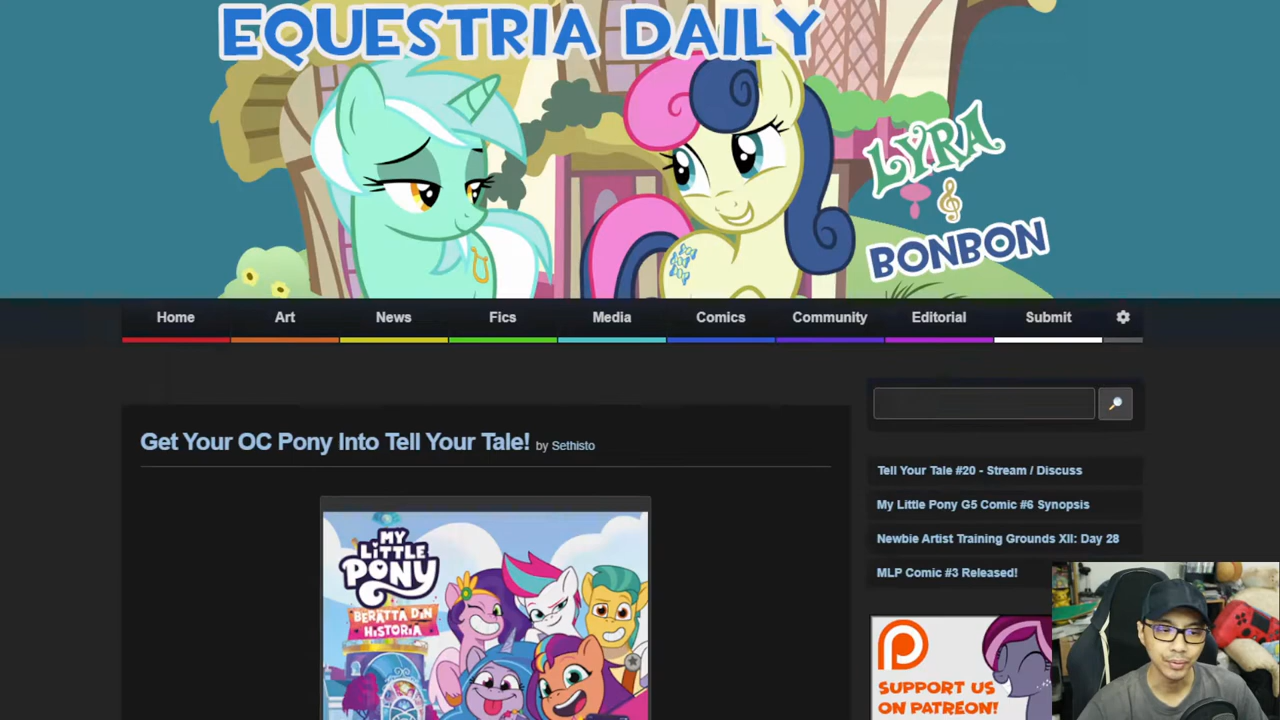 EQUESTRIA DAILY
LYRA
&
BONBON
Home Art News Fics Media Comics Community Editorial Submit
Get Your OC Pony Into Tell Your Tale! by Sethisto
Tell Your Tale #20 - Stream / Discuss
My Little Pony G5 Comic #6 Synopsis
Newbie Artist Training Grounds XII: Day 28
MLP Comic #3 Released!
MY
LITTLE
PONY
BERÄTTA DIN
HISTORIA
SUPPORT US
ON PATREON!